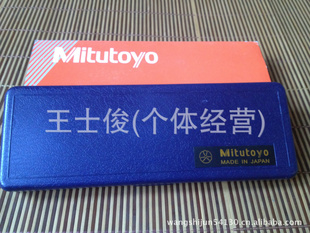 Mitutoyo
王士俊(个体经营)
Mitutoyo
MADE IN JAPAN
wangshijun54130.cn.alibaba.com